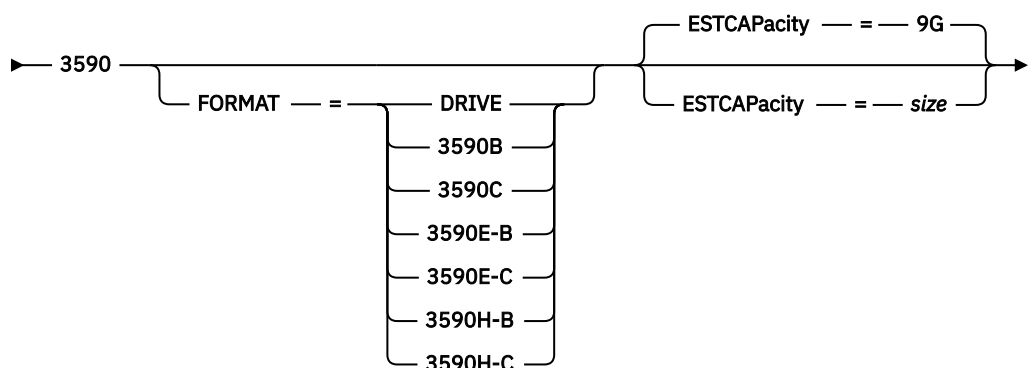 ESTCAPacity = 9G
3590
FORMAT = DRIVE
ESTCAPacity = size
3590B
3590C
3590E-B
3590E-C
3590H-B
3590H-C